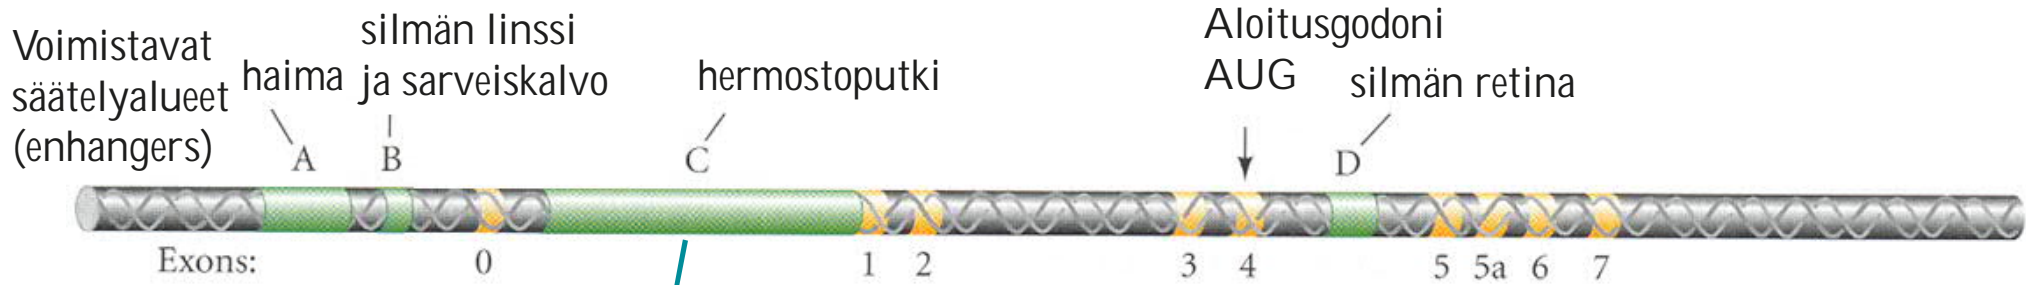 Voimistavat
säätelyalueet
(enhangers)
haima
silmän linssi
ja sarveiskalvo
hermostoputki
Aloitusgodoni
AUG
silmän retina
A B C D
Exons: 0 1 2 3 4 5 5a 6 7